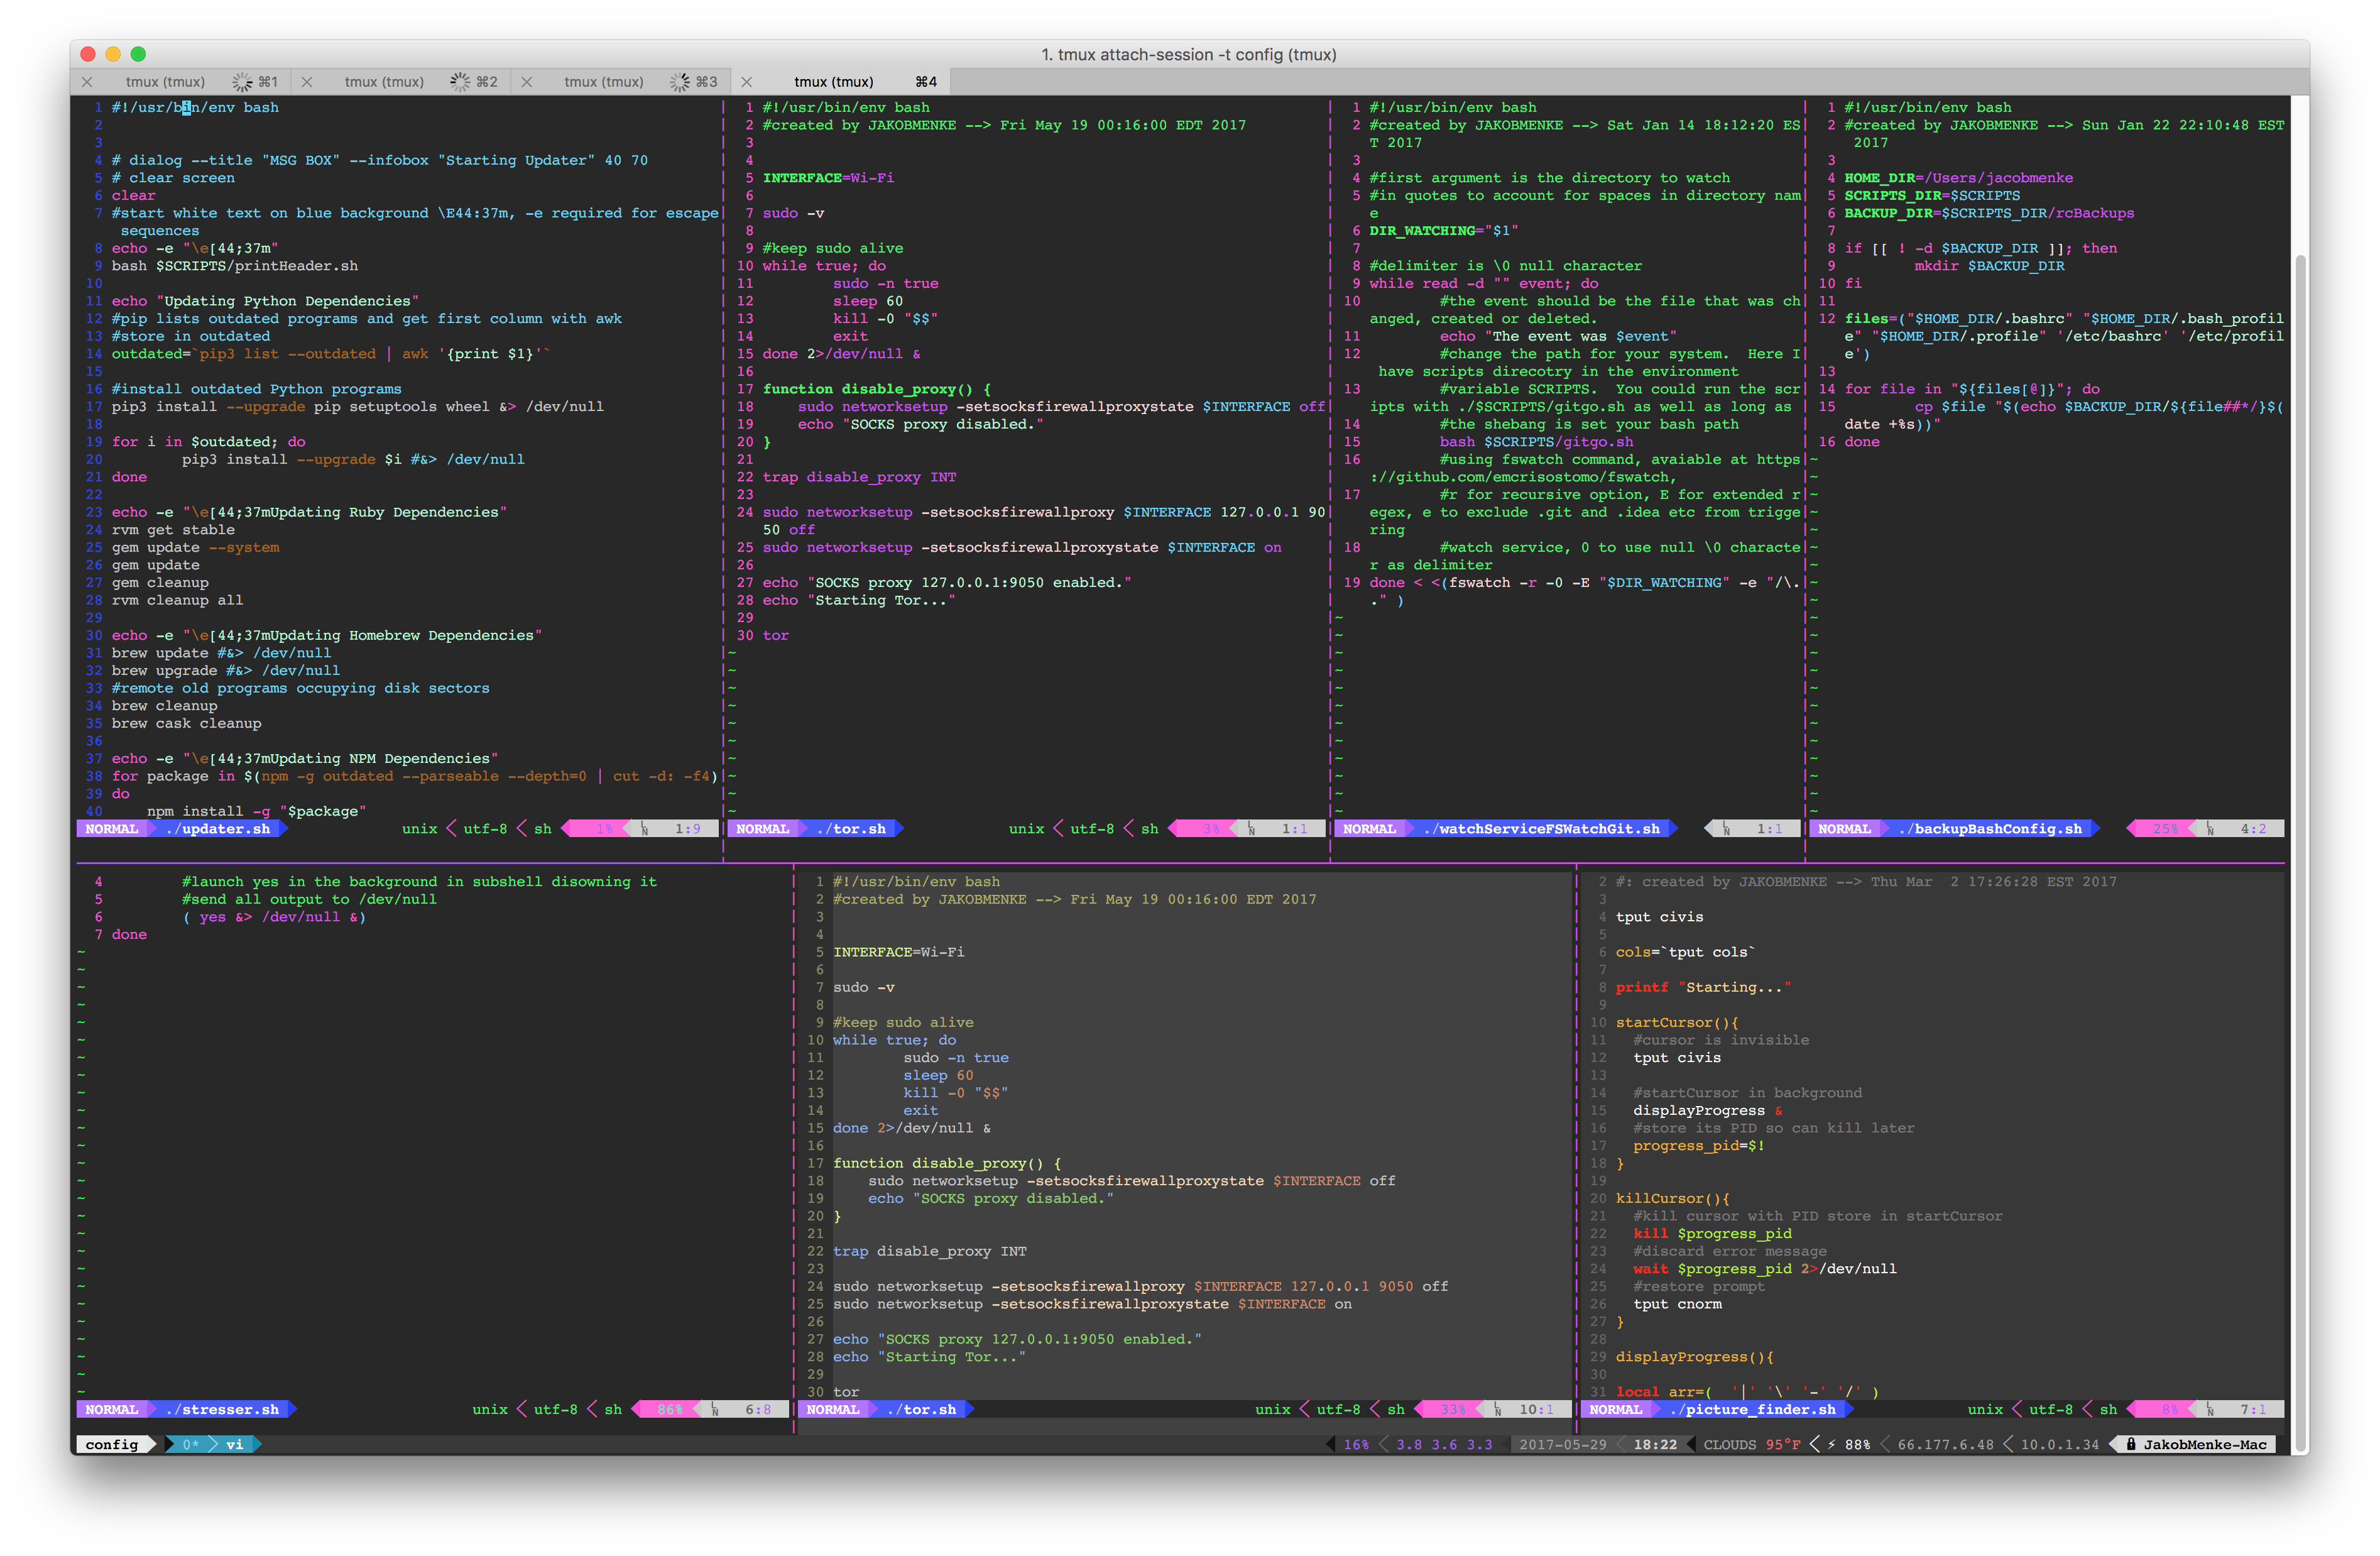 1. tmux attach-session -t config (tmux)
tmux (tmux) ⌘1 tmux (tmux) ⌘2 tmux (tmux) ⌘3 tmux (tmux) ⌘4
1 #!/usr/bin/env bash
2
3
4 # dialog --title "MSG BOX" --infobox "Starting Updater" 40 70
5 # clear screen
6 clear
7 #start white text on blue background \E44:37m, -e required for escape
sequences
8 echo -e "\e[44;37m"
9 bash $SCRIPTS/printHeader.sh
10
11 echo "Updating Python Dependencies"
12 #pip lists outdated programs and get first column with awk
13 #store in outdated
14 outdated=`pip3 list --outdated | awk '{print $1}'`
15
16 #install outdated Python programs
17 pip3 install --upgrade pip setuptools wheel &> /dev/null
18
19 for i in $outdated; do
20         pip3 install --upgrade $i #&> /dev/null
21 done
22
23 echo -e "\e[44;37mUpdating Ruby Dependencies"
24 rvm get stable
25 gem update --system
26 gem update
27 gem cleanup
28 rvm cleanup all
29
30 echo -e "\e[44;37mUpdating Homebrew Dependencies"
31 brew update #&> /dev/null
32 brew upgrade #&> /dev/null
33 #remote old programs occupying disk sectors
34 brew cleanup
35 brew cask cleanup
36
37 echo -e "\e[44;37mUpdating NPM Dependencies"
38 for package in $(npm -g outdated --parseable --depth=0 | cut -d: -f4)
39 do
40     npm install -g "$package"
NORMAL ./updater.sh unix < utf-8 < sh 1% LN 1:9
1 #!/usr/bin/env bash
2 #created by JAKOBMENKE --> Fri May 19 00:16:00 EDT 2017
3
4
5 INTERFACE=Wi-Fi
6
7 sudo -v
8
9 #keep sudo alive
10 while true; do
11         sudo -n true
12         sleep 60
13         kill -0 "$$"
14         exit
15 done 2>/dev/null &
16
17 function disable_proxy() {
18     sudo networksetup -setsocksfirewallproxystate $INTERFACE off
19     echo "SOCKS proxy disabled."
20 }
21
22 trap disable_proxy INT
23
24 sudo networksetup -setsocksfirewallproxy $INTERFACE 127.0.0.1 90
50 off
25 sudo networksetup -setsocksfirewallproxystate $INTERFACE on
26
27 echo "SOCKS proxy 127.0.0.1:9050 enabled."
28 echo "Starting Tor..."
29
30 tor
NORMAL ./tor.sh unix < utf-8 < sh 3% LN 1:1
1 #!/usr/bin/env bash
2 #created by JAKOBMENKE --> Sat Jan 14 18:12:20 ES
T 2017
3
4 #first argument is the directory to watch
5 #in quotes to account for spaces in directory nam
e
6 DIR_WATCHING="$1"
7
8 #delimiter is \0 null character
9 while read -d "" event; do
10         #the event should be the file that was ch
anged, created or deleted.
11         echo "The event was $event"
12         #change the path for your system.  Here I
have scripts direcotry in the environment
13         #variable SCRIPTS.  You could run the scr
ipts with ./$SCRIPTS/gitgo.sh as well as long as
14         #the shebang is set your bash path
15         bash $SCRIPTS/gitgo.sh
16         #using fswatch command, avaiable at https
://github.com/emcrisostomo/fswatch,
17         #r for recursive option, E for extended r
egex, e to exclude .git and .idea etc from trigge
ring
18         #watch service, 0 to use null \0 characte
r as delimiter
19 done < <(fswatch -r -0 -E "$DIR_WATCHING" -e "/\.
." )
NORMAL ./watchServiceFSWatchGit.sh LN 1:1
1 #!/usr/bin/env bash
2 #created by JAKOBMENKE --> Sun Jan 22 22:10:48 EST
2017
3
4 HOME_DIR=/Users/jacobmenke
5 SCRIPTS_DIR=$SCRIPTS
6 BACKUP_DIR=$SCRIPTS_DIR/rcBackups
7
8 if [[ ! -d $BACKUP_DIR ]]; then
9         mkdir $BACKUP_DIR
10 fi
11
12 files=("$HOME_DIR/.bashrc" "$HOME_DIR/.bash_profil
e" "$HOME_DIR/.profile" '/etc/bashrc' '/etc/profil
e')
13
14 for file in "${files[@]}"; do
15         cp $file "$(echo $BACKUP_DIR/${file##*/}$(
date +%s))"
16 done
NORMAL ./backupBashConfig.sh 25% LN 4:2
4         #launch yes in the background in subshell disowning it
5         #send all output to /dev/null
6         ( yes &> /dev/null &)
7 done
NORMAL ./stresser.sh unix < utf-8 < sh 86% LN 6:8
1 #!/usr/bin/env bash
2 #created by JAKOBMENKE --> Fri May 19 00:16:00 EDT 2017
3
4
5 INTERFACE=Wi-Fi
6
7 sudo -v
8
9 #keep sudo alive
10 while true; do
11         sudo -n true
12         sleep 60
13         kill -0 "$$"
14         exit
15 done 2>/dev/null &
16
17 function disable_proxy() {
18     sudo networksetup -setsocksfirewallproxystate $INTERFACE off
19     echo "SOCKS proxy disabled."
20 }
21
22 trap disable_proxy INT
23
24 sudo networksetup -setsocksfirewallproxy $INTERFACE 127.0.0.1 9050 off
25 sudo networksetup -setsocksfirewallproxystate $INTERFACE on
26
27 echo "SOCKS proxy 127.0.0.1:9050 enabled."
28 echo "Starting Tor..."
29
30 tor
NORMAL ./tor.sh unix < utf-8 < sh 33% LN 10:1
2 #: created by JAKOBMENKE --> Thu Mar  2 17:26:28 EST 2017
3
4 tput civis
5
6 cols=`tput cols`
7
8 printf "Starting..."
9
10 startCursor(){
11   #cursor is invisible
12   tput civis
13
14   #startCursor in background
15   displayProgress &
16   #store its PID so can kill later
17   progress_pid=$!
18 }
19
20 killCursor(){
21   #kill cursor with PID store in startCursor
22   kill $progress_pid
23   #discard error message
24   wait $progress_pid 2>/dev/null
25   #restore prompt
26   tput cnorm
27 }
28
29 displayProgress(){
30
31 local arr=(  '|' '\' '-' '/' )
NORMAL ./picture_finder.sh unix < utf-8 < sh 8% LN 7:1
config 0* vi 16% < 3.8 3.6 3.3 2017-05-29 < 18:22 CLOUDS 95°F < ⚡ 88% < 66.177.6.48 < 10.0.1.34 JakobMenke-Mac